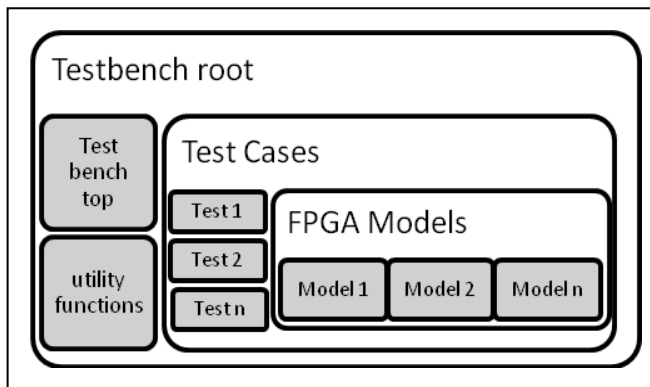 Testbench root
Test
bench
top
utility
functions
Test Cases
Test 1
Test 2
Test n
FPGA Models
Model 1
Model 2
Model n